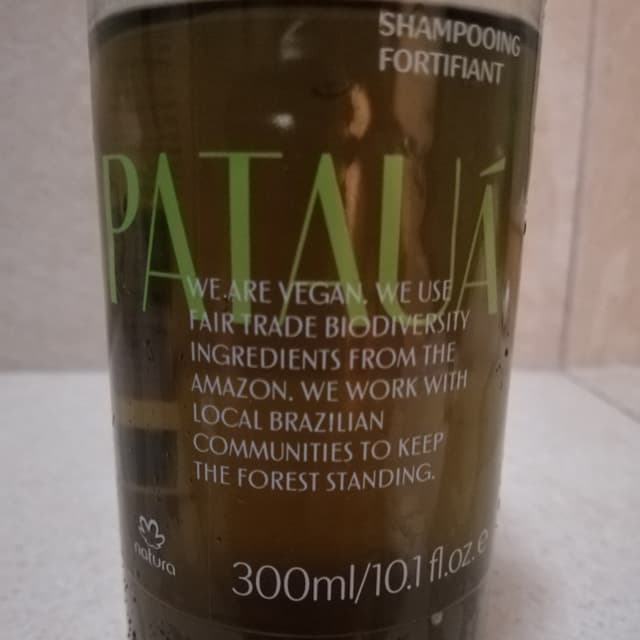 SHAMPOOING
FORTIFIANT
PATAUÁ
WE ARE VEGAN. WE USE
FAIR TRADE BIODIVERSITY
INGREDIENTS FROM THE
AMAZON. WE WORK WITH
LOCAL BRAZILIAN
COMMUNITIES TO KEEP
THE FOREST STANDING.
natura
300ml/10.1 fl.oz.e